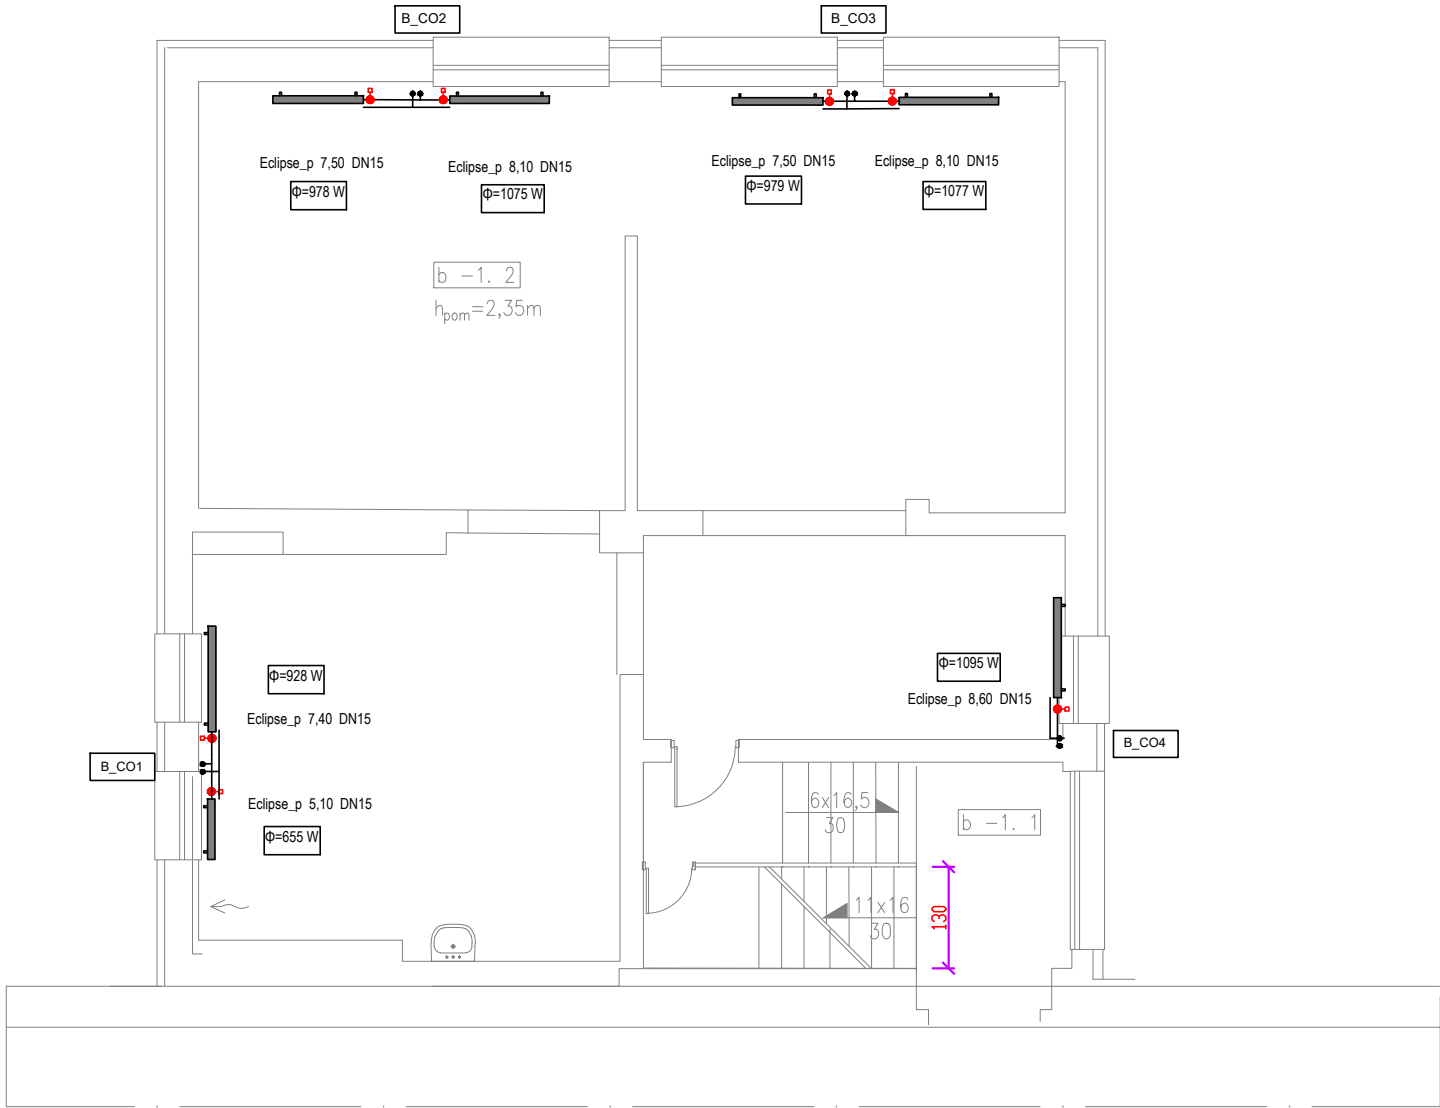 B_CO2
B_CO3
Eclipse_p 7,50 DN15
Φ=978 W
Eclipse_p 8,10 DN15
Φ=1075 W
Eclipse_p 7,50 DN15
Φ=979 W
Eclipse_p 8,10 DN15
Φ=1077 W
b -1. 2
hpom=2,35m
Φ=928 W
Eclipse_p 7,40 DN15
B_CO1
Eclipse_p 5,10 DN15
Φ=655 W
Φ=1095 W
Eclipse_p 8,60 DN15
B_CO4
6x16,5
30
b -1. 1
11x16
30
130